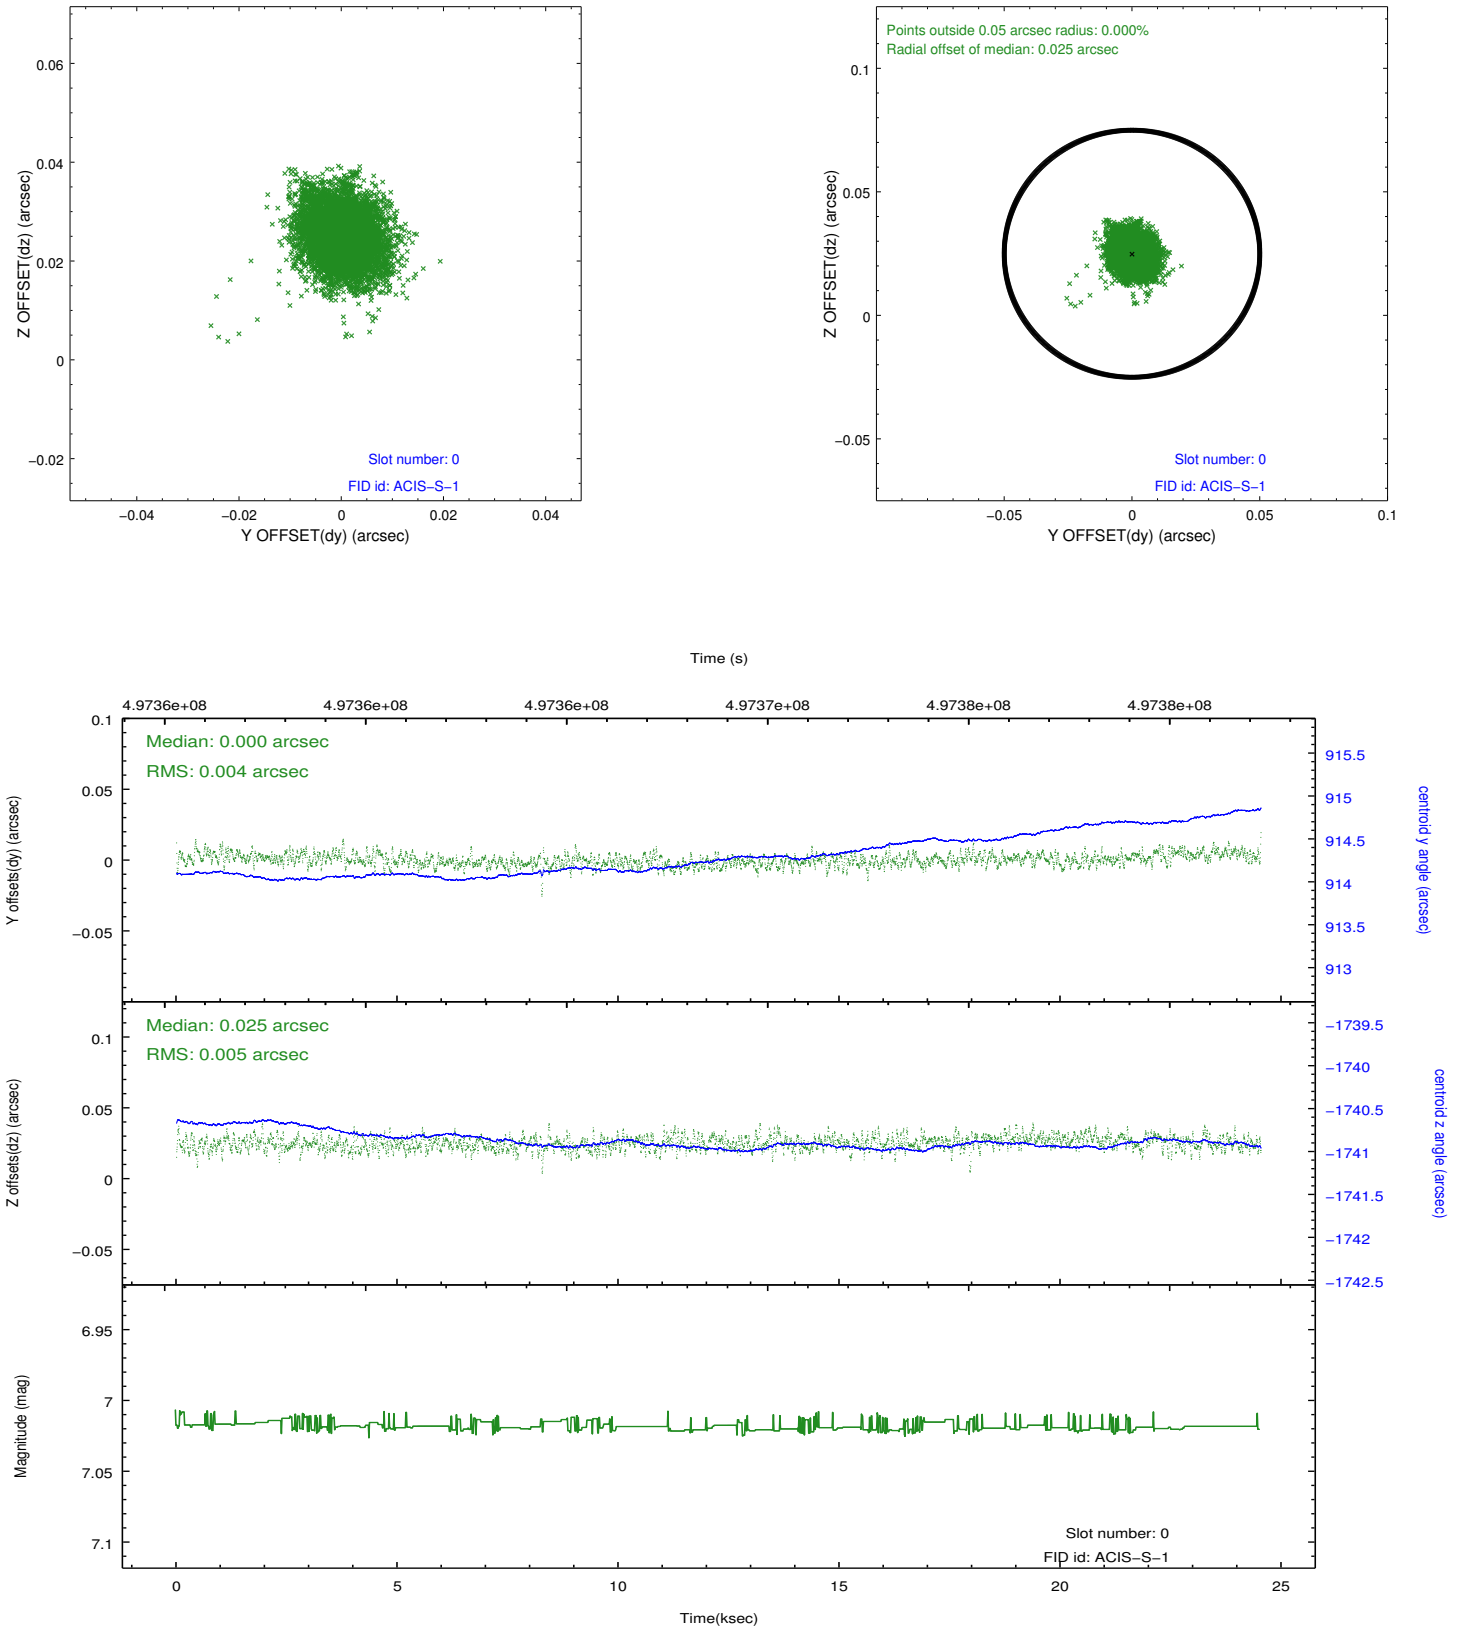 0.06
0.04
0.02
0
−0.02
Z OFFSET(dz) (arcsec)
Slot number: 0
FID id: ACIS−S−1
−0.04 −0.02 0 0.02 0.04
Y OFFSET(dy) (arcsec)
Points outside 0.05 arcsec radius: 0.000%
Radial offset of median: 0.025 arcsec
0.1
0.05
0
−0.05
Z OFFSET(dz) (arcsec)
Slot number: 0
FID id: ACIS−S−1
−0.05 0 0.05 0.1
Y OFFSET(dy) (arcsec)
Time (s)
4.9736e+08 4.9736e+08 4.9736e+08 4.9737e+08 4.9738e+08 4.9738e+08
0.1
0.05
0
−0.05
Y offsets(dy) (arcsec)
Median: 0.000 arcsec
RMS: 0.004 arcsec
915.5
915
914.5
914
913.5
913
centroid y angle (arcsec)
0.1
0.05
0
−0.05
Z offsets(dz) (arcsec)
Median: 0.025 arcsec
RMS: 0.005 arcsec
−1739.5
−1740
−1740.5
−1741
−1741.5
−1742
−1742.5
centroid z angle (arcsec)
6.95
7
7.05
7.1
Magnitude (mag)
Slot number: 0
FID id: ACIS−S−1
0 5 10 15 20 25
Time(ksec)